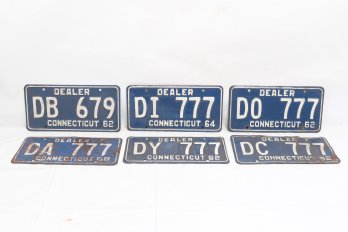 DEALER
DB 679
CONNECTICUT 62
DEALER
DI 777
CONNECTICUT 64
DEALER
DO 777
CONNECTICUT 62
DEALER
DA 777
CONNECTICUT
DEALER
DY 777
CONNECTICUT 62
DEALER
DC 777
CONNECTICUT 62